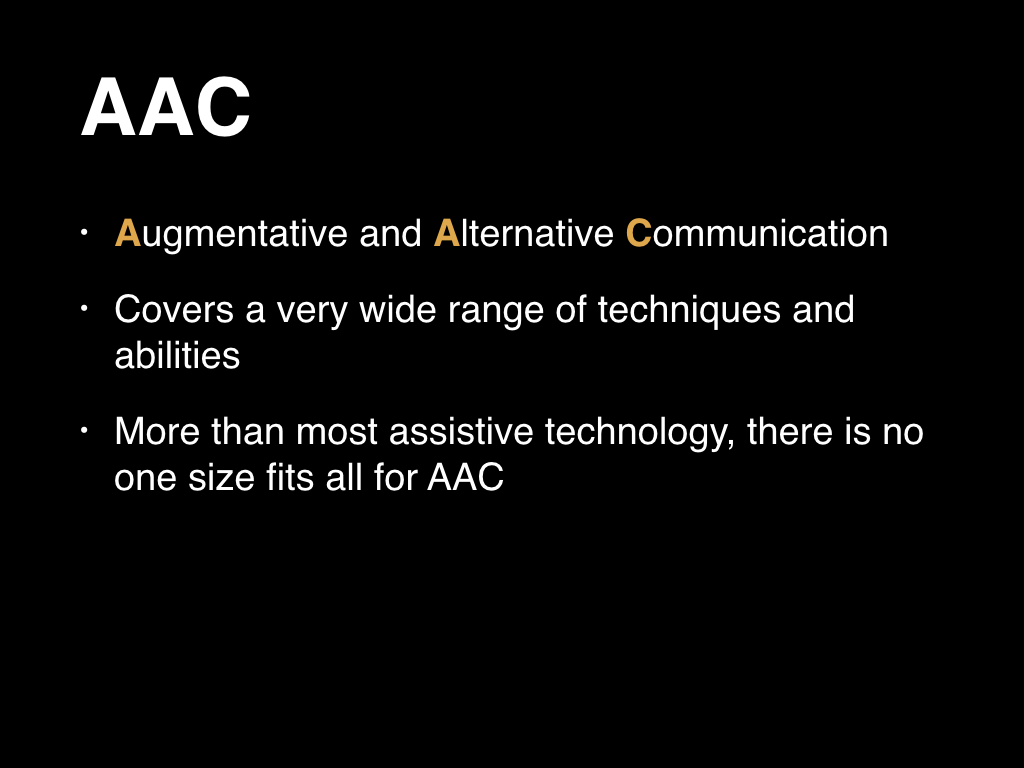 AAC
• Augmentative and Alternative Communication
• Covers a very wide range of techniques and
abilities
• More than most assistive technology, there is no
one size fits all for AAC